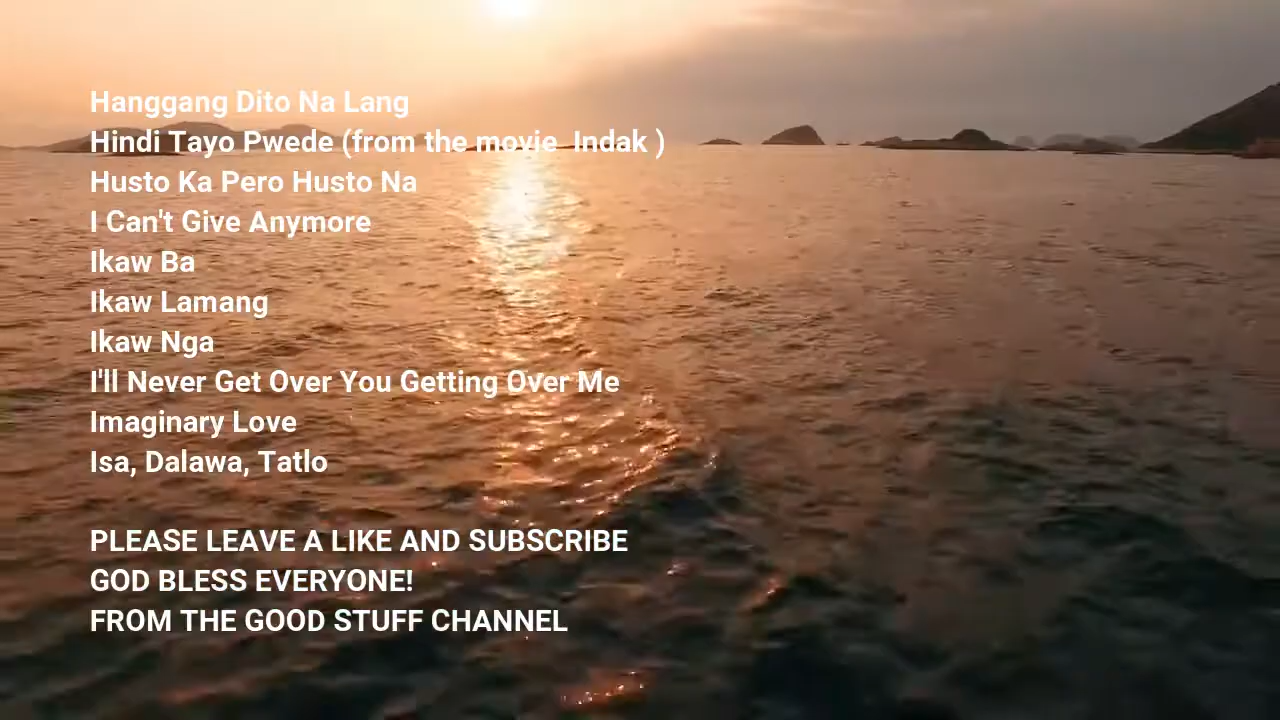 Hanggang Dito Na Lang
Hindi Tayo Pwede (from the movie  Indak )
Husto Ka Pero Husto Na
I Can't Give Anymore
Ikaw Ba
Ikaw Lamang
Ikaw Nga
I'll Never Get Over You Getting Over Me
Imaginary Love
Isa, Dalawa, Tatlo
PLEASE LEAVE A LIKE AND SUBSCRIBE
GOD BLESS EVERYONE!
FROM THE GOOD STUFF CHANNEL